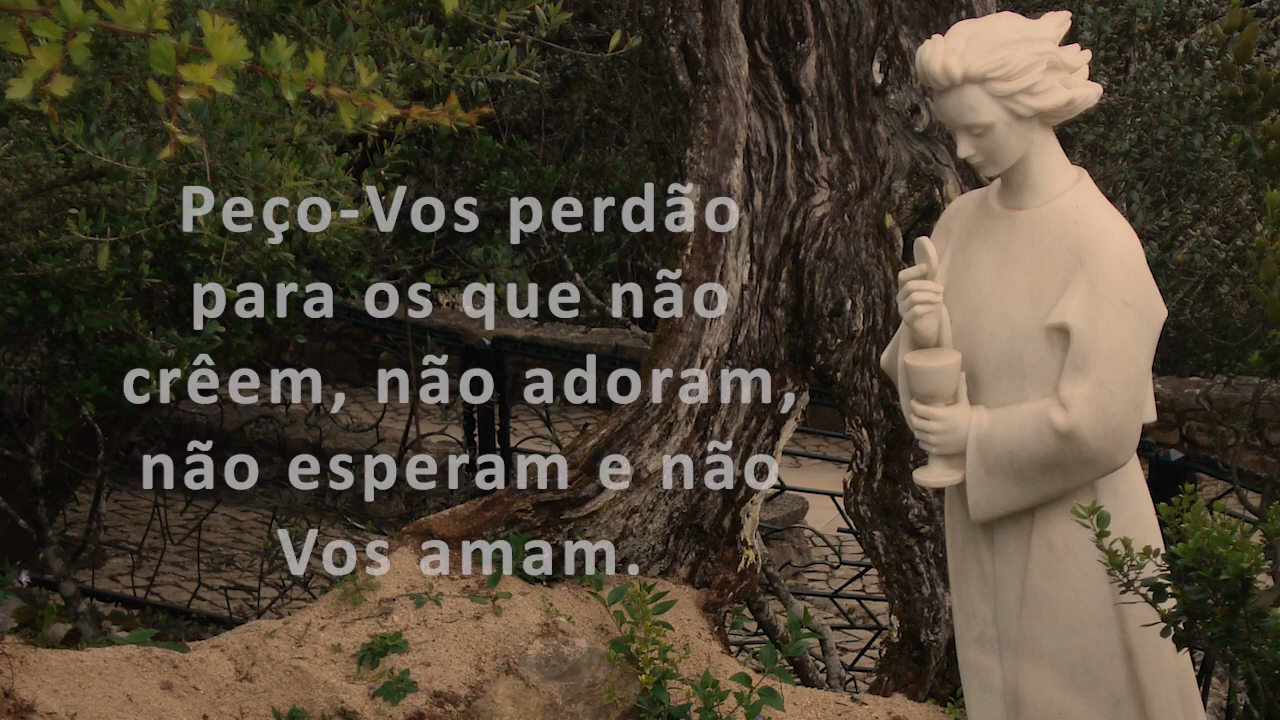 Peço-Vos perdão
para os que não
crêem, não adoram,
não esperam e não
Vos amam.